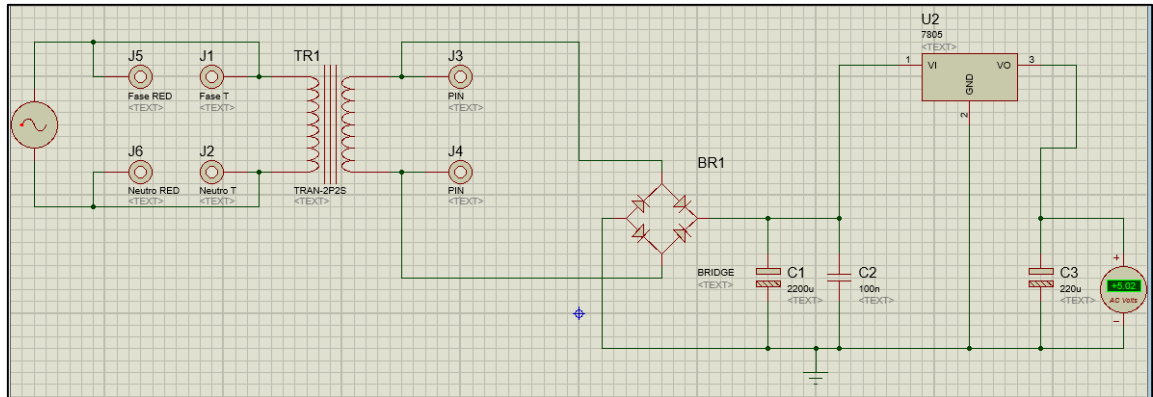 U2
7805
<TEXT>
1
VI
VO
3
GND
2
J5
Fase RED
<TEXT>
J1
Fase T
<TEXT>
TR1
TRAN-2P2S
<TEXT>
J3
PIN
<TEXT>
J6
Neutro RED
<TEXT>
J2
Neutro T
<TEXT>
J4
PIN
<TEXT>
BR1
BRIDGE
<TEXT>
C1
2200u
<TEXT>
C2
100n
<TEXT>
C3
220u
<TEXT>
+
+5.02
AC Volts
−